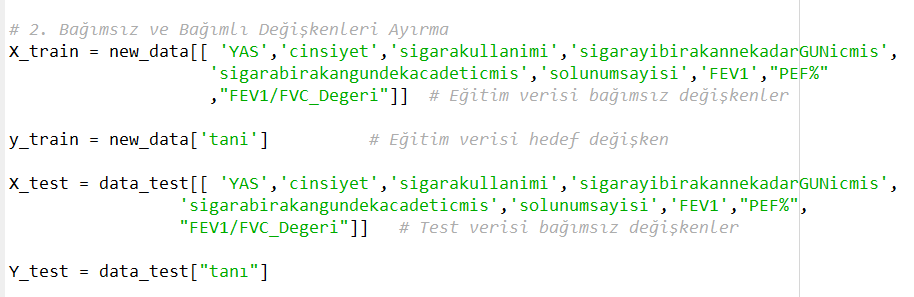 # 2. Bağımsız ve Bağımlı Değişkenleri Ayırma
X_train = new_data[[ 'YAS','cinsiyet','sigarakullanimi','sigarayibirakannekadarGUNicmis',
'sigarabirakangundekacadeticmis','solunumsayisi','FEV1',"PEF%"
,"FEV1/FVC_Degeri"]]  # Eğitim verisi bağımsız değişkenler
y_train = new_data['tani']          # Eğitim verisi hedef değişken
X_test = data_test[[ 'YAS','cinsiyet','sigarakullanimi','sigarayibirakannekadarGUNicmis',
'sigarabirakangundekacadeticmis','solunumsayisi','FEV1',"PEF%",
"FEV1/FVC_Degeri"]]   # Test verisi bağımsız değişkenler
Y_test = data_test["tanı"]